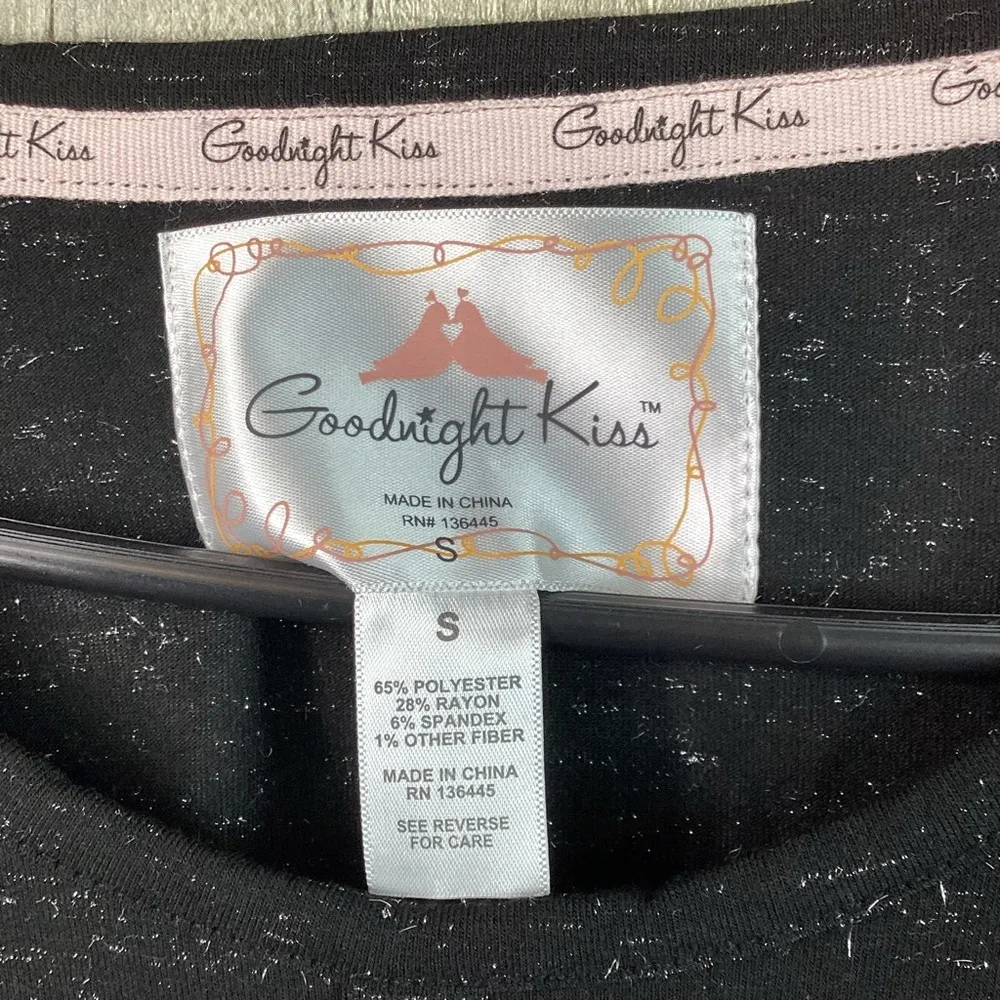 t Kiss Goodnight Kiss Goodnight Kiss Goo
Goodnight Kiss™
MADE IN CHINA
RN# 136445
S
S
65% POLYESTER
28% RAYON
6% SPANDEX
1% OTHER FIBER
MADE IN CHINA
RN 136445
SEE REVERSE
FOR CARE